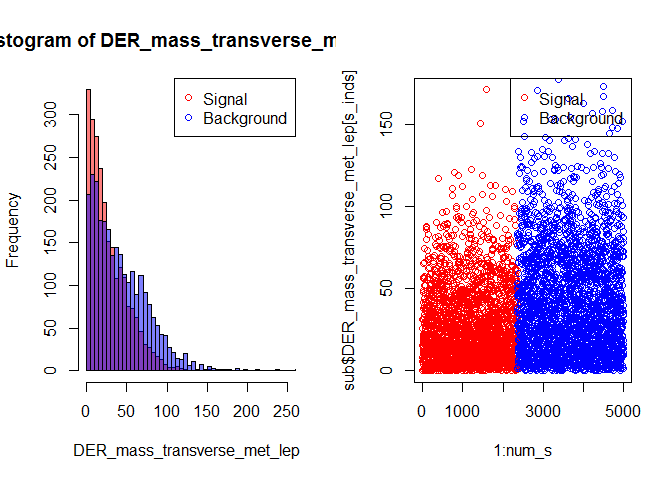 stogram of DER_mass_transverse_m
Signal
Background
Frequency
0 50 100 150 200 250 300
0 50 100 150 200 250
DER_mass_transverse_met_lep
Signal
Background
sub$DER_mass_transverse_met_lep[s_inds]
0 50 100 150
0 1000 3000 5000
1:num_s